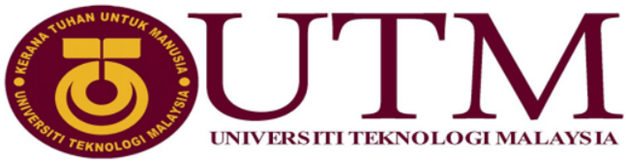 KERANA TUHAN UNTUK MANUSIA
UNIVERSITI TEKNOLOGI MALAYSIA
UTM
UNIVERSITI TEKNOLOGI MALAYSIA